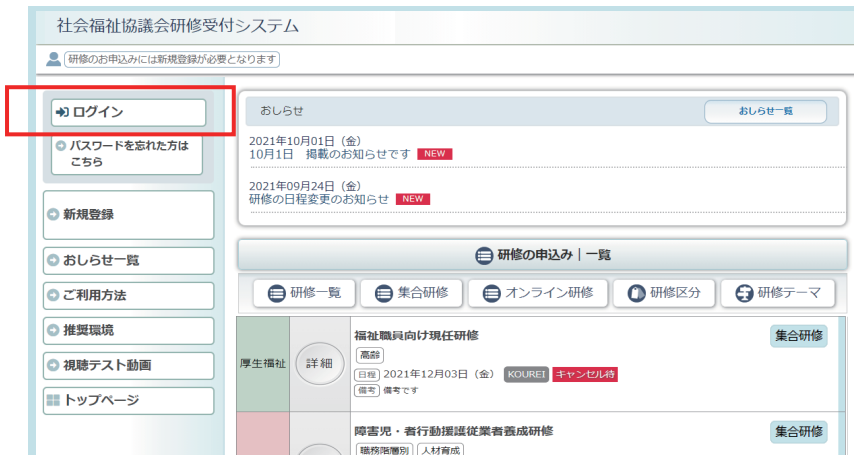 社会福祉協議会研修受付システム
研修のお申込みには新規登録が必要となります
ログイン
パスワードを忘れた方は
こちら
新規登録
おしらせ一覧
ご利用方法
推奨環境
視聴テスト動画
トップページ
おしらせ
おしらせ一覧
2021年10月01日（金）
10月1日　掲載のお知らせです NEW
2021年09月24日（金）
研修の日程変更のお知らせ NEW
研修の申込み｜一覧
研修一覧 集合研修 オンライン研修 研修区分 研修テーマ
厚生福祉
詳細
福祉職員向け現任研修
集合研修
高齢
日程 2021年12月03日（金） KOUREI キャンセル待
備考 備考です
障害児・者行動援護従業者養成研修
集合研修
職務階層別 人材育成